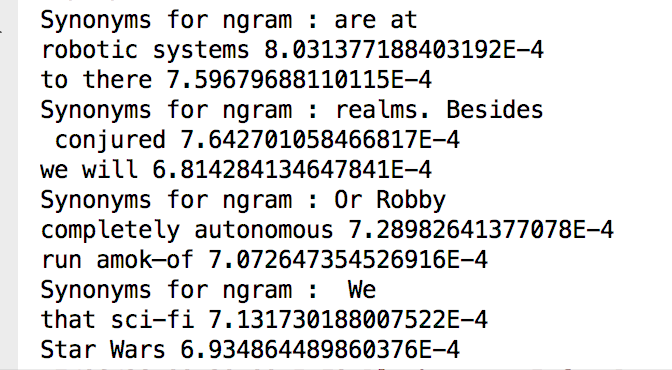 Synonyms for ngram : are at
robotic systems 8.031377188403192E-4
to there 7.59679688110115E-4
Synonyms for ngram : realms. Besides
 conjured 7.642701058466817E-4
we will 6.814284134647841E-4
Synonyms for ngram : Or Robby
completely autonomous 7.28982641377078E-4
run amok-of 7.072647354526916E-4
Synonyms for ngram :  We
that sci-fi 7.131730188007522E-4
Star Wars 6.934864489860376E-4